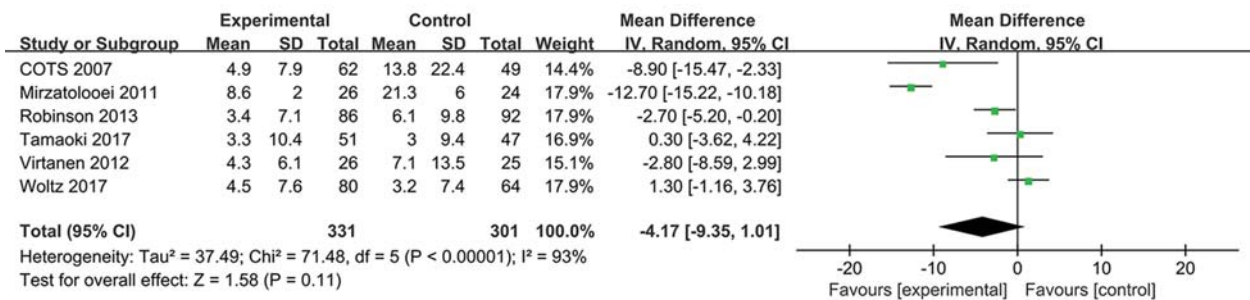 Experimental Control Mean Difference Mean Difference
Study or Subgroup Mean SD Total Mean SD Total Weight IV, Random, 95% CI IV, Random, 95% CI
COTS 2007 4.9 7.9 62 13.8 22.4 49 14.4% -8.90 [-15.47, -2.33]
Mirzatolooei 2011 8.6 2 26 21.3 6 24 17.9% -12.70 [-15.22, -10.18]
Robinson 2013 3.4 7.1 86 6.1 9.8 92 17.9% -2.70 [-5.20, -0.20]
Tamaoki 2017 3.3 10.4 51 3 9.4 47 16.9% 0.30 [-3.62, 4.22]
Virtanen 2012 4.3 6.1 26 7.1 13.5 25 15.1% -2.80 [-8.59, 2.99]
Woltz 2017 4.5 7.6 80 3.2 7.4 64 17.9% 1.30 [-1.16, 3.76]
Total (95% CI) 331 301 100.0% -4.17 [-9.35, 1.01]
Heterogeneity: Tau² = 37.49; Chi² = 71.48, df = 5 (P < 0.00001); I² = 93%
Test for overall effect: Z = 1.58 (P = 0.11)
-20 -10 0 10 20
Favours [experimental] Favours [control]